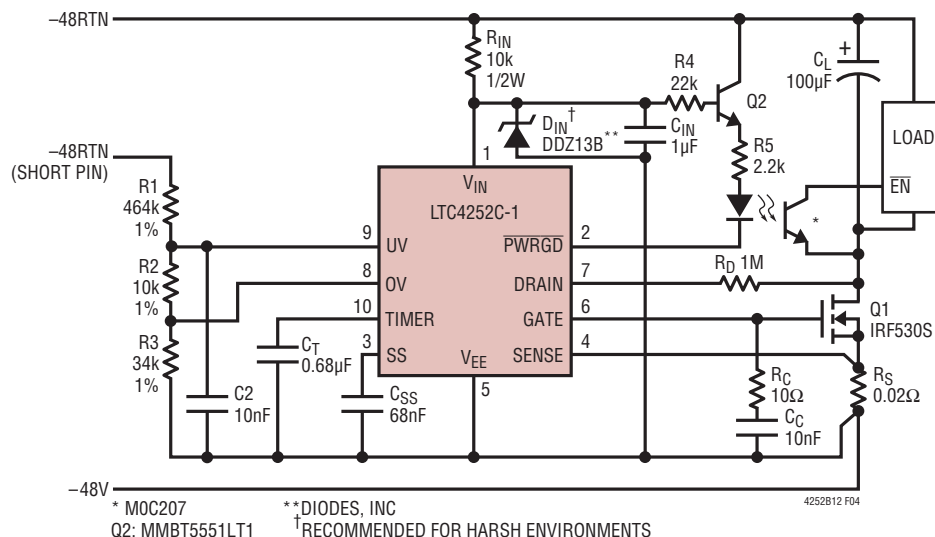 –48RTN
RIN
10k
1/2W
R4
22k
Q2
+
CL
100µF
LOAD
EN
–48RTN
(SHORT PIN)
DIN†
DDZ13B**
CIN
1µF
R5
2.2k
*
1
VIN
LTC4252C-1
R1
464k
1%
9
UV
PWRGD
2
R2
10k
1%
8
OV
DRAIN
7
RD 1M
10
TIMER
GATE
6
Q1
IRF530S
3
SS
VEE
SENSE
4
5
R3
34k
1%
CT
0.68µF
C2
10nF
CSS
68nF
RC
10Ω
CC
10nF
RS
0.02Ω
–48V
4252B12 F04
* M0C207
**DIODES, INC
Q2: MMBT5551LT1
†RECOMMENDED FOR HARSH ENVIRONMENTS